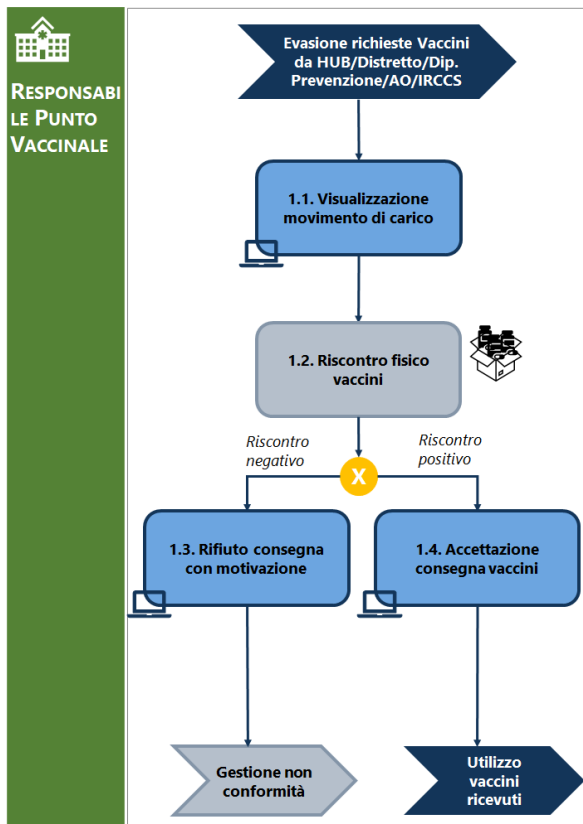 RESPONSABI
LE PUNTO
VACCINALE
Evasione richieste Vaccini
da HUB/Distretto/Dip.
Prevenzione/AO/IRCCS
1.1. Visualizzazione
movimento di carico
1.2. Riscontro fisico
vaccini
Riscontro
negativo
X
Riscontro
positivo
1.3. Rifiuto consegna
con motivazione
1.4. Accettazione
consegna vaccini
Gestione non
conformità
Utilizzo
vaccini
ricevuti